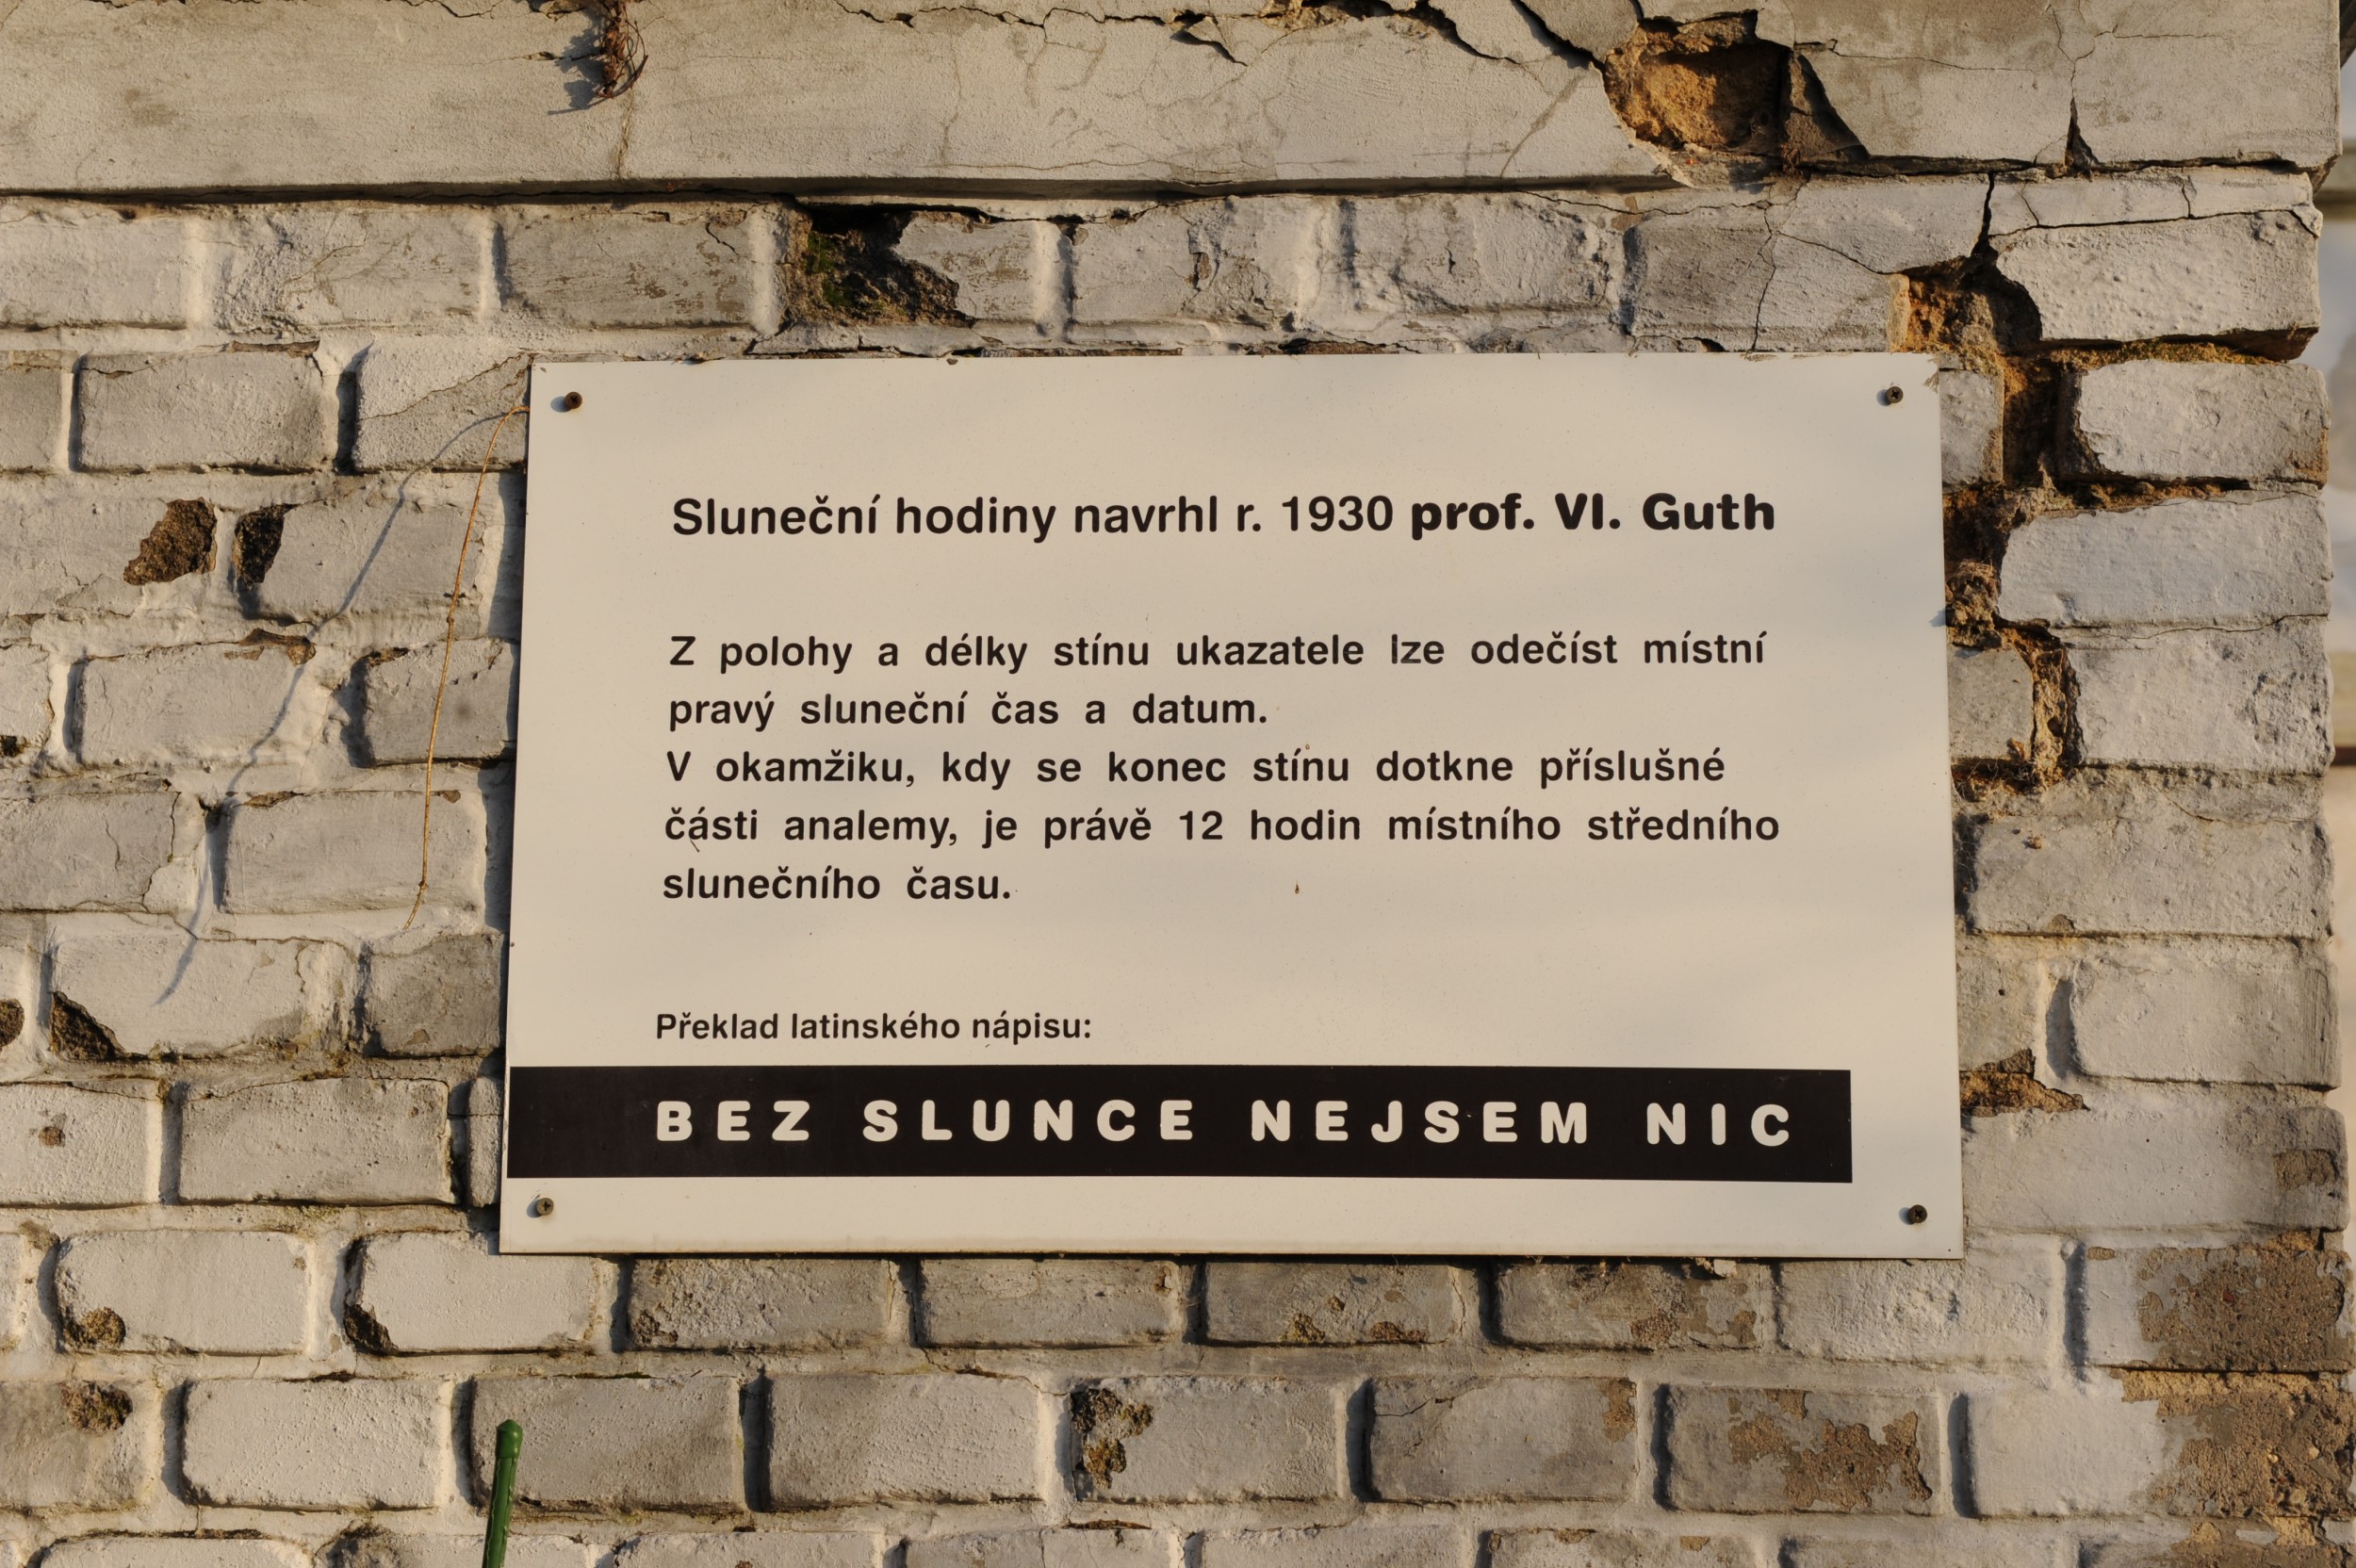 Sluneční hodiny navrhl r. 1930 prof. Vl. Guth
Z polohy a délky stínu ukazatele lze odečíst místní
pravý sluneční čas a datum.
V okamžiku, kdy se konec stínu dotkne příslušné
části analemy, je právě 12 hodin místního středního
slunečního času.
Překlad latinského nápisu:
BEZ SLUNCE NEJSEM NIC